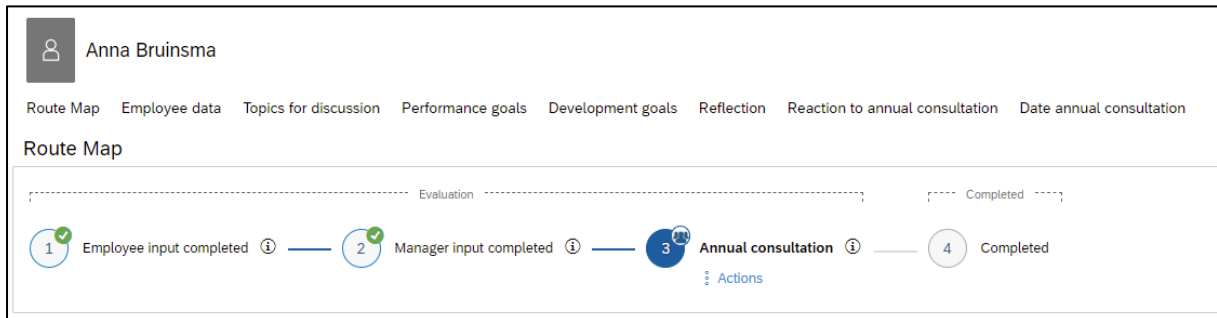 Anna Bruinsma
Route Map Employee data Topics for discussion Performance goals Development goals Reflection Reaction to annual consultation Date annual consultation
Route Map
Evaluation Completed
1 Employee input completed i 2 Manager input completed i 3 Annual consultation i 4 Completed
Actions